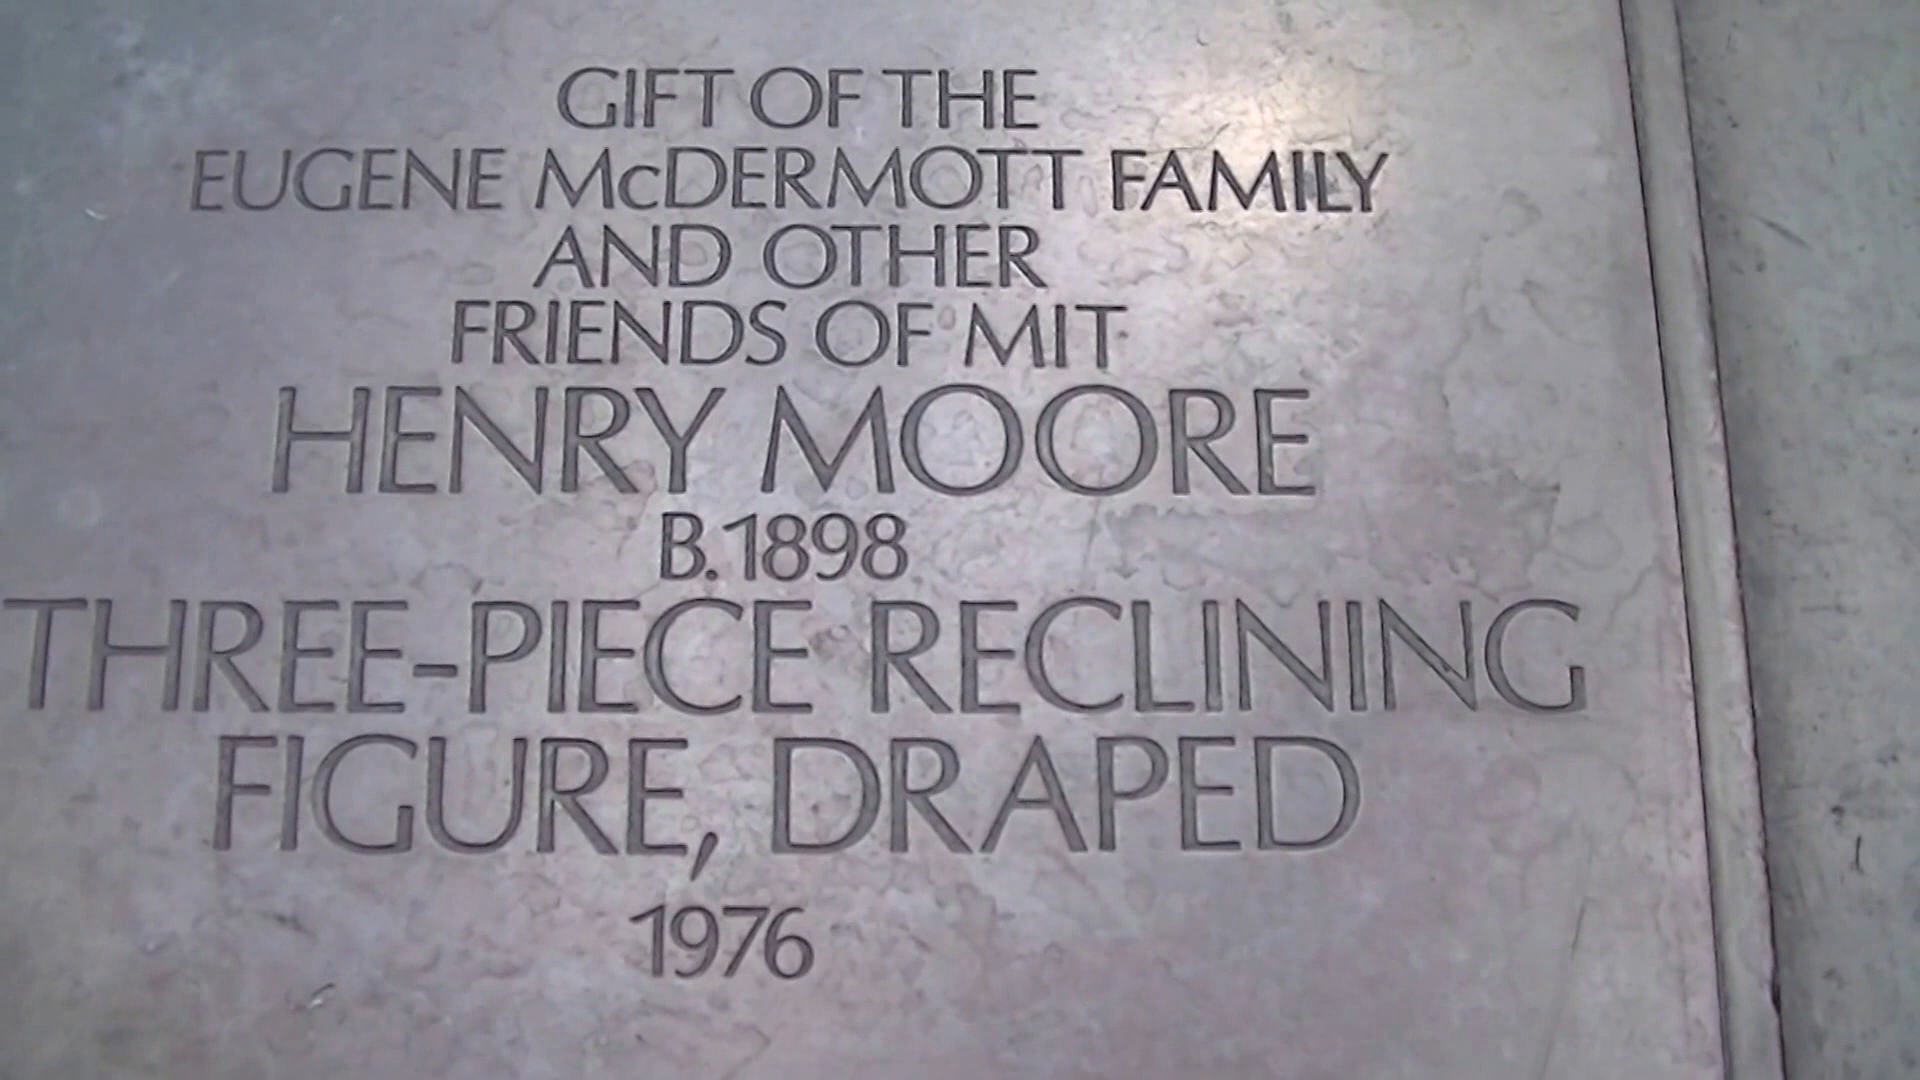 GIFT OF THE
EUGENE McDERMOTT FAMILY
AND OTHER
FRIENDS OF MIT
HENRY MOORE
B.1898
THREE-PIECE RECLINING
FIGURE, DRAPED
1976